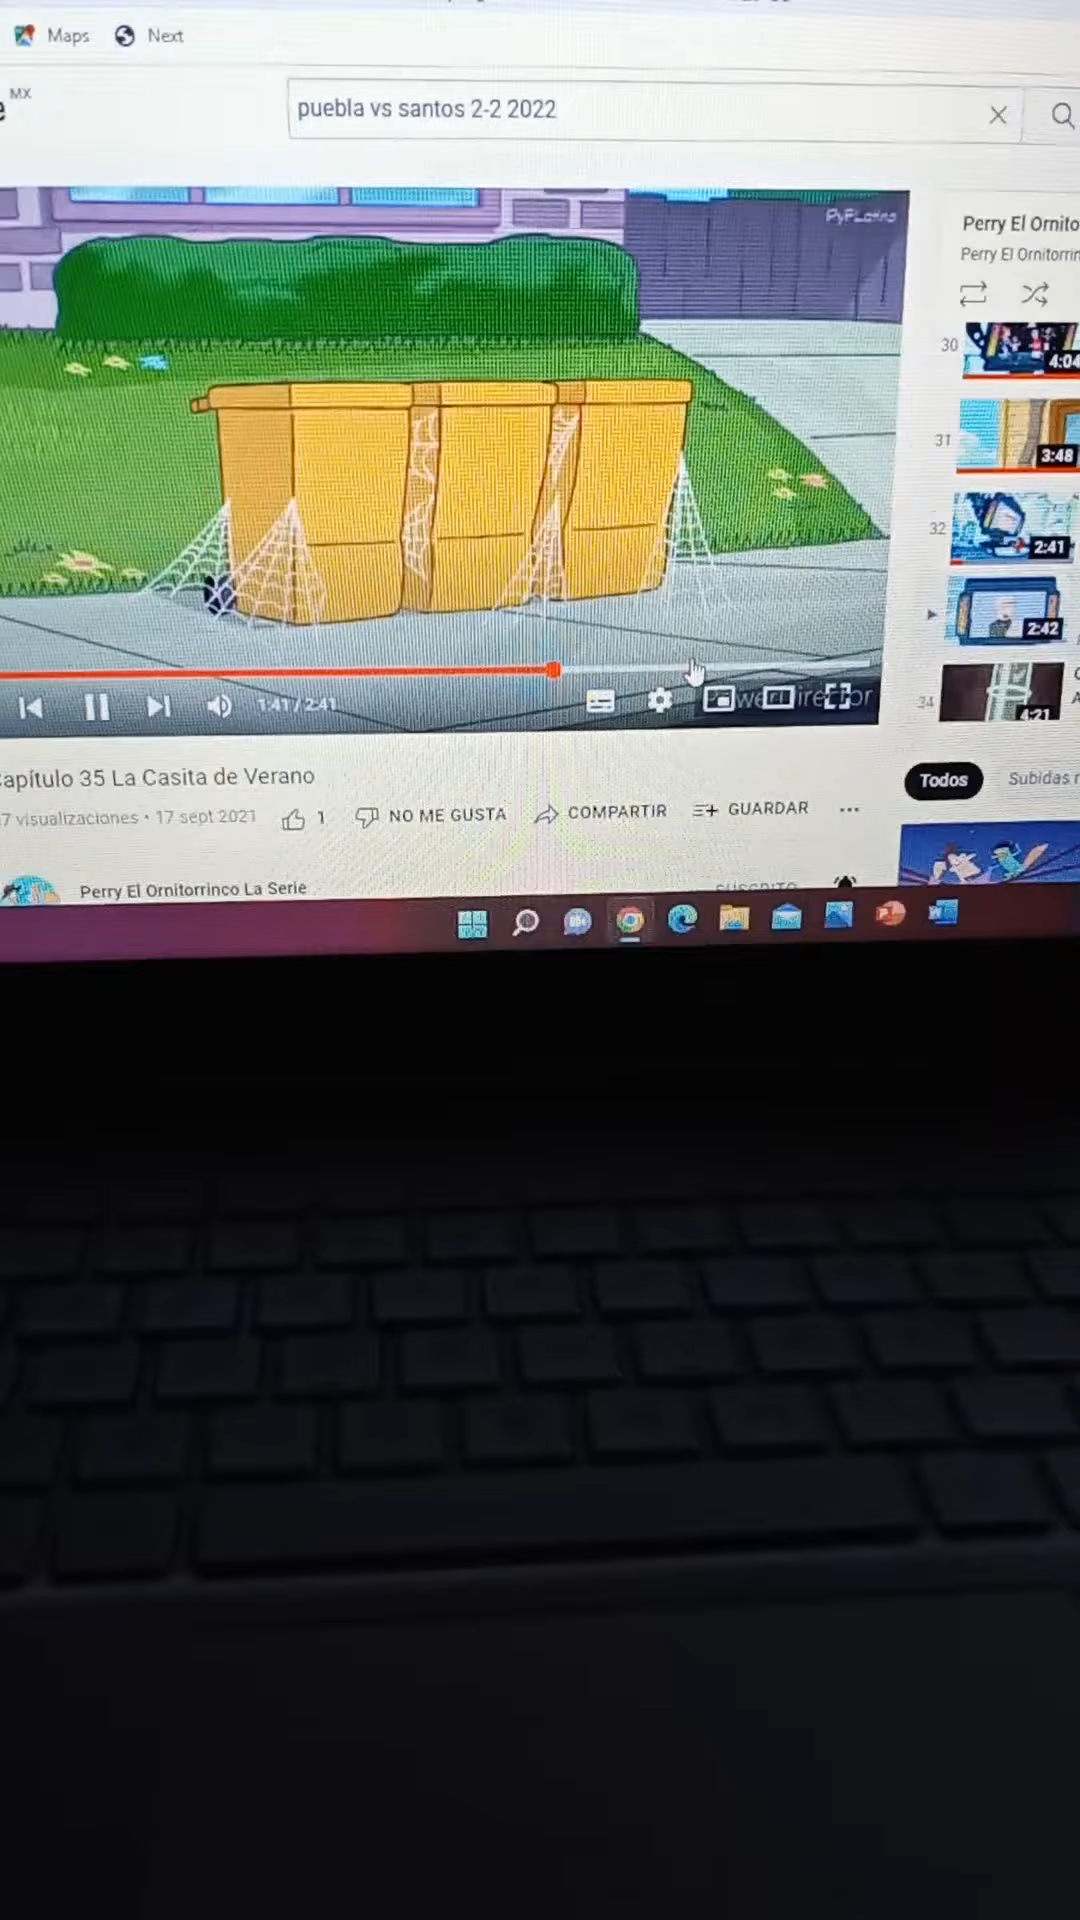 Maps Next
MX
puebla vs santos 2-2 2022
PyFLatino
Perry El Ornito
Perry El Ornitorrin
30
4:04
31
3:48
32
2:41
2:42
34
4:21
1:41 / 2:41
apítulo 35 La Casita de Verano
7 visualizaciones • 17 sept 2021
1
NO ME GUSTA
COMPARTIR
GUARDAR
Todos
Subidas r
Perry El Ornitorrinco La Serie
SUSCRITO
99+